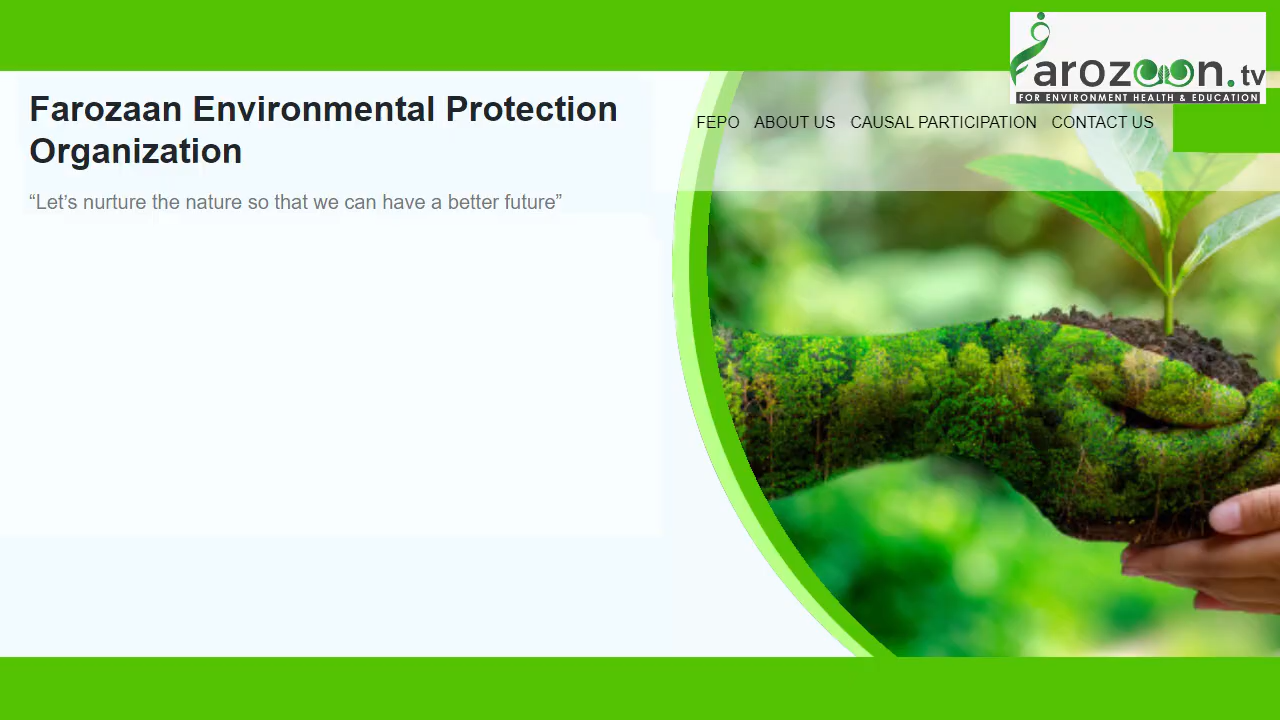 Farozaan.tv
FOR ENVIRONMENT HEALTH & EDUCATION
Farozaan Environmental Protection
Organization
FEPO ABOUT US CAUSAL PARTICIPATION CONTACT US
“Let’s nurture the nature so that we can have a better future”